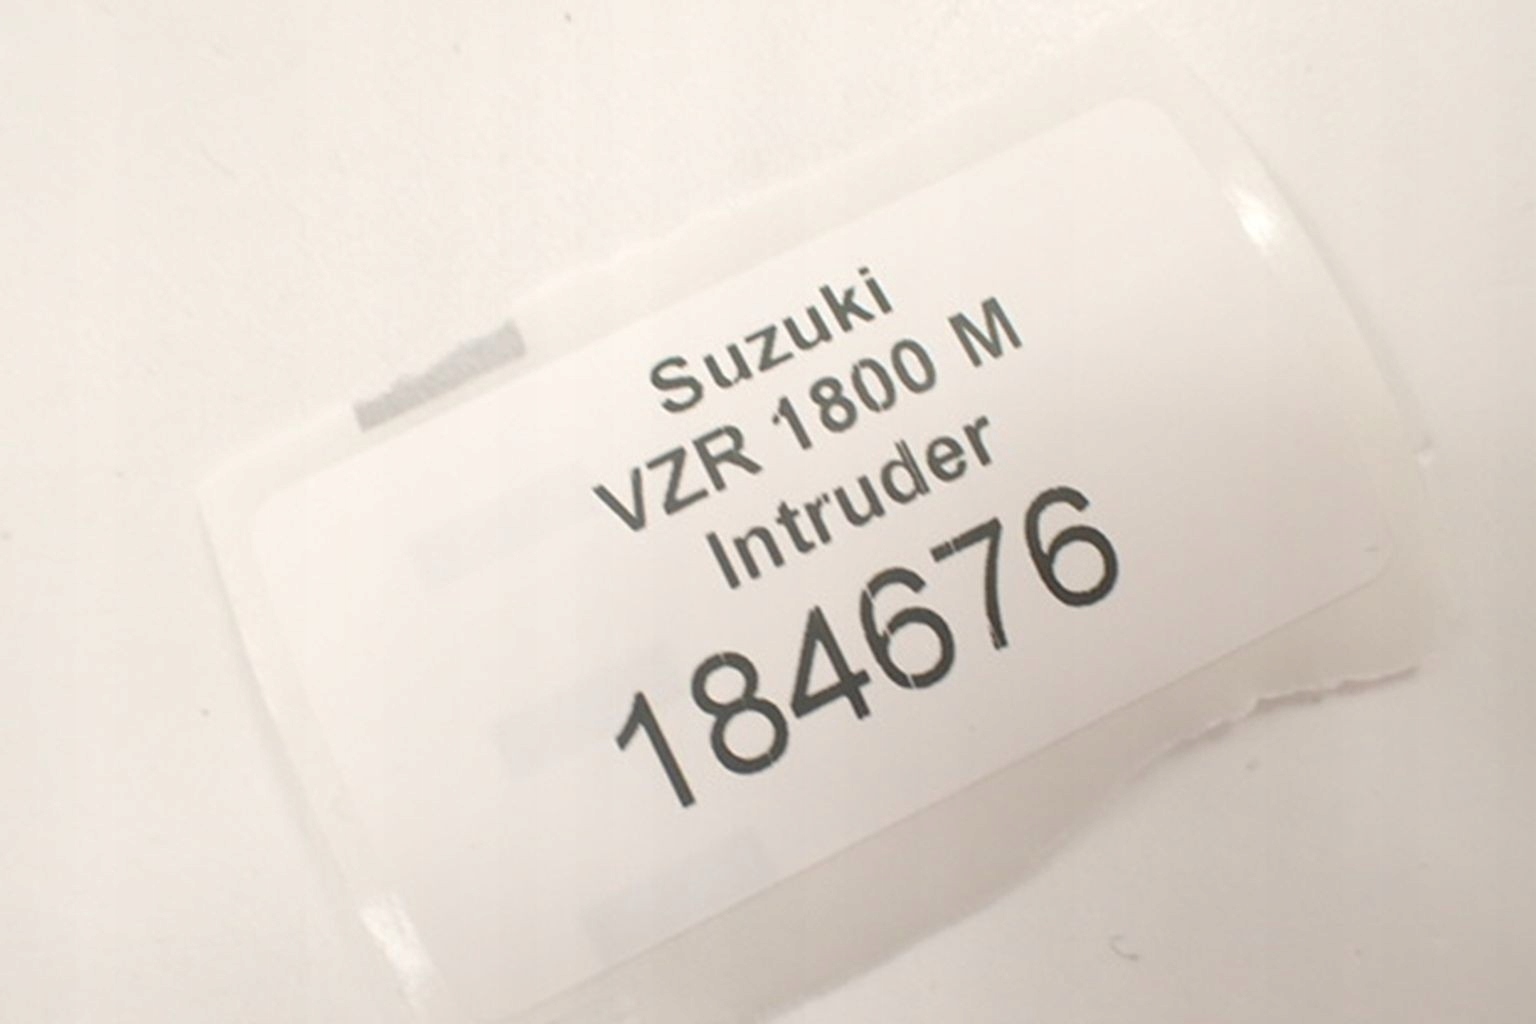 Suzuki
VZR 1800 M
Intruder
184676